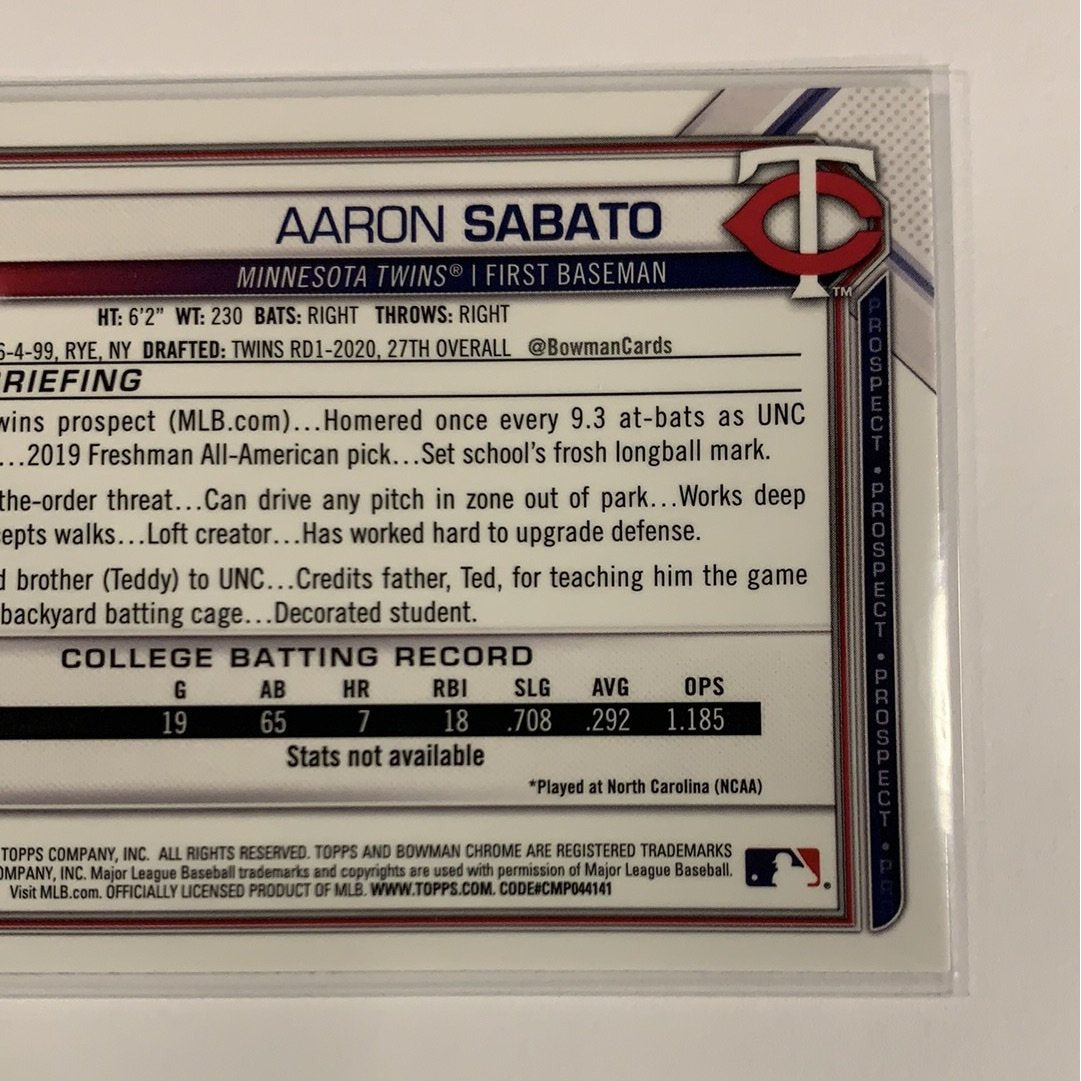 AARON SABATO
MINNESOTA TWINS® | FIRST BASEMAN
HT: 6'2" WT: 230 BATS: RIGHT THROWS: RIGHT
6-4-99, RYE, NY DRAFTED: TWINS RD1-2020, 27TH OVERALL @BowmanCards
RIEFING
wins prospect (MLB.com)...Homered once every 9.3 at-bats as UNC
...2019 Freshman All-American pick...Set school's frosh longball mark.
the-order threat...Can drive any pitch in zone out of park...Works deep
epts walks...Loft creator...Has worked hard to upgrade defense.
d brother (Teddy) to UNC...Credits father, Ted, for teaching him the game
backyard batting cage...Decorated student.
COLLEGE BATTING RECORD
G AB HR RBI SLG AVG OPS
19 65 7 18 .708 .292 1.185
Stats not available
*Played at North Carolina (NCAA)
TOPPS COMPANY, INC. ALL RIGHTS RESERVED. TOPPS AND BOWMAN CHROME ARE REGISTERED TRADEMARKS
OMPANY, INC. Major League Baseball trademarks and copyrights are used with permission of Major League Baseball.
Visit MLB.com. OFFICIALLY LICENSED PRODUCT OF MLB. WWW.TOPPS.COM. CODE#CMP044141
TC
TM
PROSPECT • PROSPECT • PROSPECT • PR